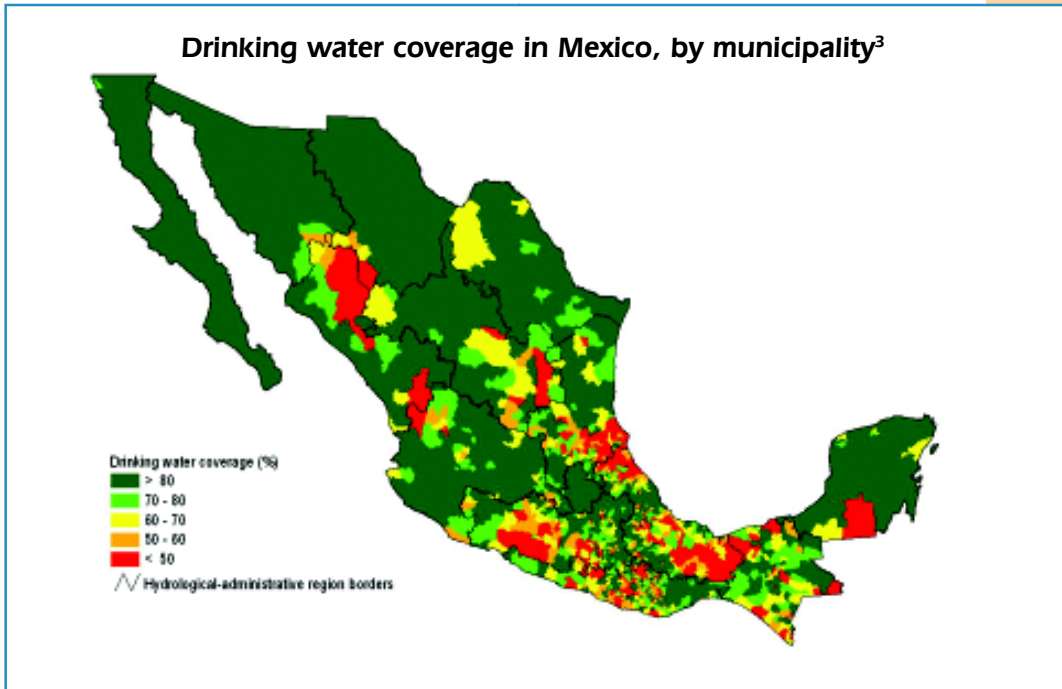 Drinking water coverage in Mexico, by municipality³
Drinking water coverage (%)
> 80
70 - 80
60 - 70
50 - 60
< 50
Hydrological-administrative region borders